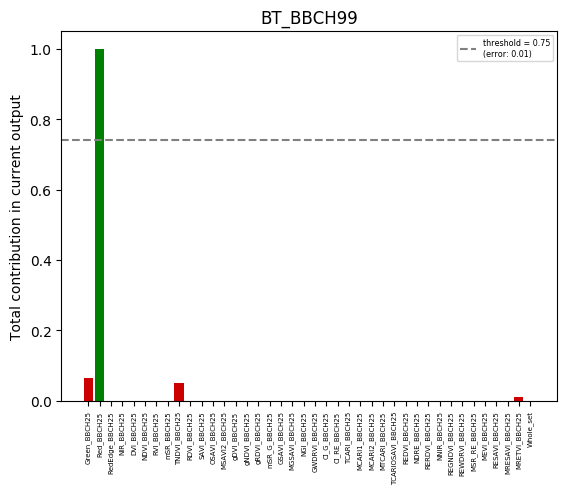 BT_BBCH99
threshold = 0.75
(error: 0.01)
Total contribution in current output
1.0
0.8
0.6
0.4
0.2
0.0
Green_BBCH25
Red_BBCH25
RedEdge_BBCH25
NIR_BBCH25
DVI_BBCH25
NDVI_BBCH25
RVI_BBCH25
mSR_BBCH25
TNDVI_BBCH25
RDVI_BBCH25
SAVI_BBCH25
OSAVI_BBCH25
MSAVI2_BBCH25
gDVI_BBCH25
gNDVI_BBCH25
gRDVI_BBCH25
mSR_G_BBCH25
GSAVI_BBCH25
MGSAVI_BBCH25
NGI_BBCH25
GWDRVI_BBCH25
CI_G_BBCH25
CI_RE_BBCH25
TCARI_BBCH25
MCARI1_BBCH25
MCARI2_BBCH25
MTCARI_BBCH25
TCARIOSAVI_BBCH25
REDVI_BBCH25
NDRE_BBCH25
RERDVI_BBCH25
NNIR_BBCH25
REGNDVI_BBCH25
REWDRVI_BBCH25
MSR_RE_BBCH25
MEVI_BBCH25
RESAVI_BBCH25
MRESAVI_BBCH25
MRETVI_BBCH25
Whole_set